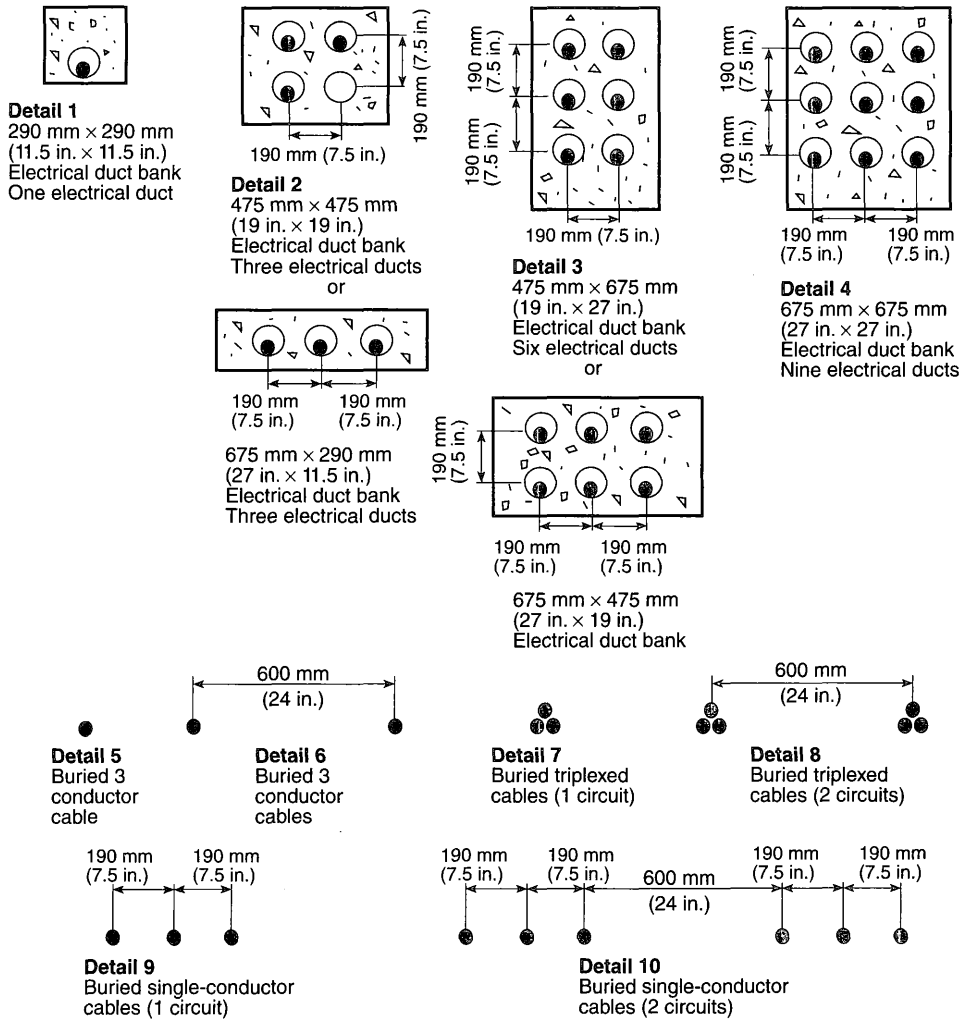 Detail 1
290 mm × 290 mm
(11.5 in. × 11.5 in.)
Electrical duct bank
One electrical duct
190 mm (7.5 in.)
190 mm (7.5 in.)
Detail 2
475 mm × 475 mm
(19 in. × 19 in.)
Electrical duct bank
Three electrical ducts
or
190 mm
(7.5 in.)
190 mm
(7.5 in.)
675 mm × 290 mm
(27 in. × 11.5 in.)
Electrical duct bank
Three electrical ducts
190 mm
(7.5 in.)
190 mm
(7.5 in.)
190 mm (7.5 in.)
Detail 3
475 mm × 675 mm
(19 in. × 27 in.)
Electrical duct bank
Six electrical ducts
or
190 mm
(7.5 in.)
190 mm
(7.5 in.)
190 mm
(7.5 in.)
675 mm × 475 mm
(27 in. × 19 in.)
Electrical duct bank
190 mm
(7.5 in.)
190 mm
(7.5 in.)
190 mm
(7.5 in.)
190 mm
(7.5 in.)
Detail 4
675 mm × 675 mm
(27 in. × 27 in.)
Electrical duct bank
Nine electrical ducts
600 mm
(24 in.)
Detail 5
Buried 3
conductor
cable
Detail 6
Buried 3
conductor
cables
Detail 7
Buried triplexed
cables (1 circuit)
600 mm
(24 in.)
Detail 8
Buried triplexed
cables (2 circuits)
190 mm
(7.5 in.)
190 mm
(7.5 in.)
Detail 9
Buried single-conductor
cables (1 circuit)
190 mm
(7.5 in.)
190 mm
(7.5 in.)
600 mm
(24 in.)
190 mm
(7.5 in.)
190 mm
(7.5 in.)
Detail 10
Buried single-conductor
cables (2 circuits)